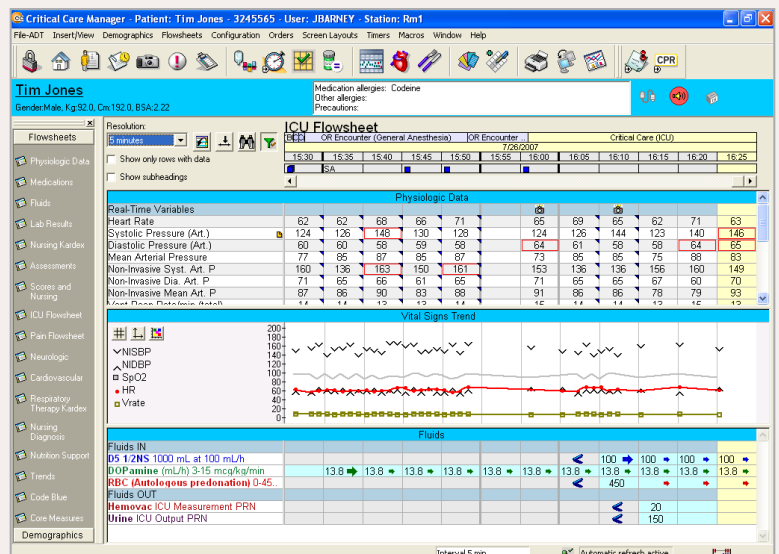 Critical Care Manager - Patient: Tim Jones - 3245565 - User: JBARNEY - Station: Rm1
File-ADT Insert/View Demographics Flowsheets Configuration Orders Screen Layouts Timers Macros Window Help
CPR
Tim Jones
Gender:Male, Kg:92.0, Cm:192.0, BSA:2.22
Medication allergies: Codeine
Other allergies:
Precautions:
Flowsheets
Physiologic Data
Medications
Fluids
Lab Results
Nursing Kardex
Assessments
Scores and
Nursing
ICU Flowsheet
Pain Flowsheet
Neurologic
Cardiovascular
Respiratory
Therapy Kardex
Nursing
Diagnosis
Nutrition Support
Trends
Code Blue
Core Measures
Demographics
Resolution:
5 minutes
Show only rows with data
Show subheadings
ICU Flowsheet
OR Encounter (General Anesthesia) OR Encounter .. Critical Care (ICU)
7/26/2007
15:30 15:35 15:40 15:45 15:50 15:55 16:00 16:05 16:10 16:15 16:20 16:25
SA
Physiologic Data
Real-Time Variables
Heart Rate 62 62 68 66 71 65 69 65 62 71 63
Systolic Pressure (Art.) 124 126 148 130 128 124 126 144 123 140 146
Diastolic Pressure (Art.) 60 60 58 59 58 64 61 58 58 64 65
Mean Arterial Pressure 77 85 87 85 87 73 85 85 75 88 83
Non-Invasive Syst. Art. P 160 136 163 150 161 153 136 136 156 160 149
Non-Invasive Dia. Art. P 71 65 66 61 65 71 65 65 67 60 70
Non-Invasive Mean Art. P 87 86 90 83 88 91 86 86 78 79 93
Vital Signs Trend
NISBP
NIDBP
SpO2
HR
Vrate
200
180
160
140
120
100
80
60
40
20
0
Fluids
Fluids IN
D5 1/2NS 1000 mL at 100 mL/h 100 100 100 100
DOPamine (mL/h) 3-15 mcg/kg/min 13.8 13.8 13.8 13.8 13.8 13.8 13.8 13.8 13.8 13.8 13.8
RBC (Autologous predonation) 0-45.. 450
Fluids OUT
Hemovac ICU Measurement PRN 20
Urine ICU Output PRN 150
Interval 5 min Automatic refresh active